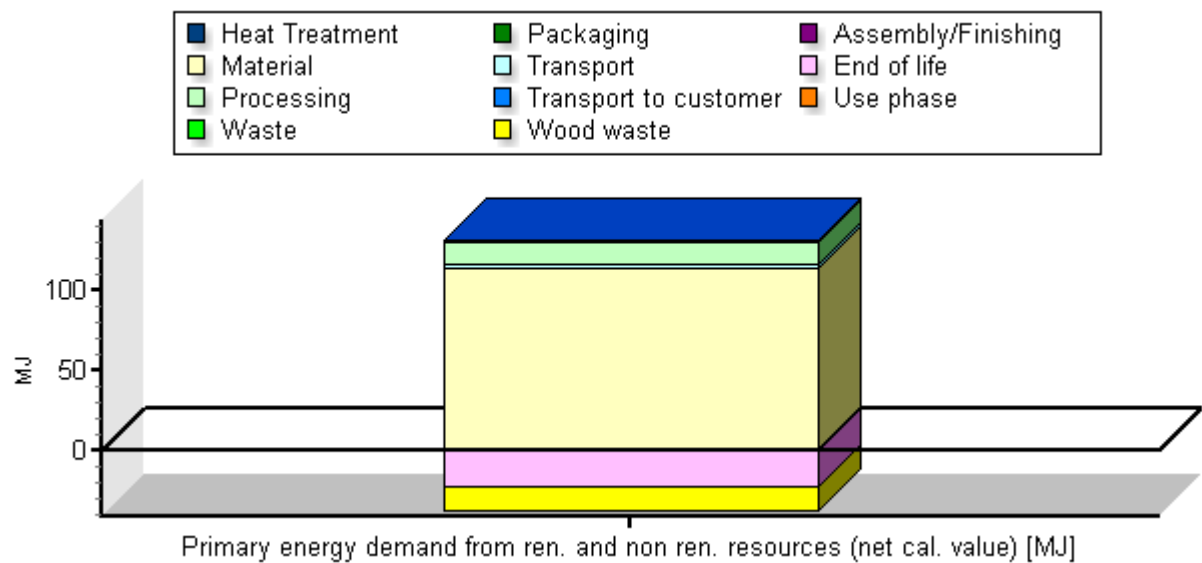 Heat Treatment Packaging Assembly/Finishing
Material Transport End of life
Processing Transport to customer Use phase
Waste Wood waste
100
50
0
MJ
Primary energy demand from ren. and non ren. resources (net cal. value) [MJ]